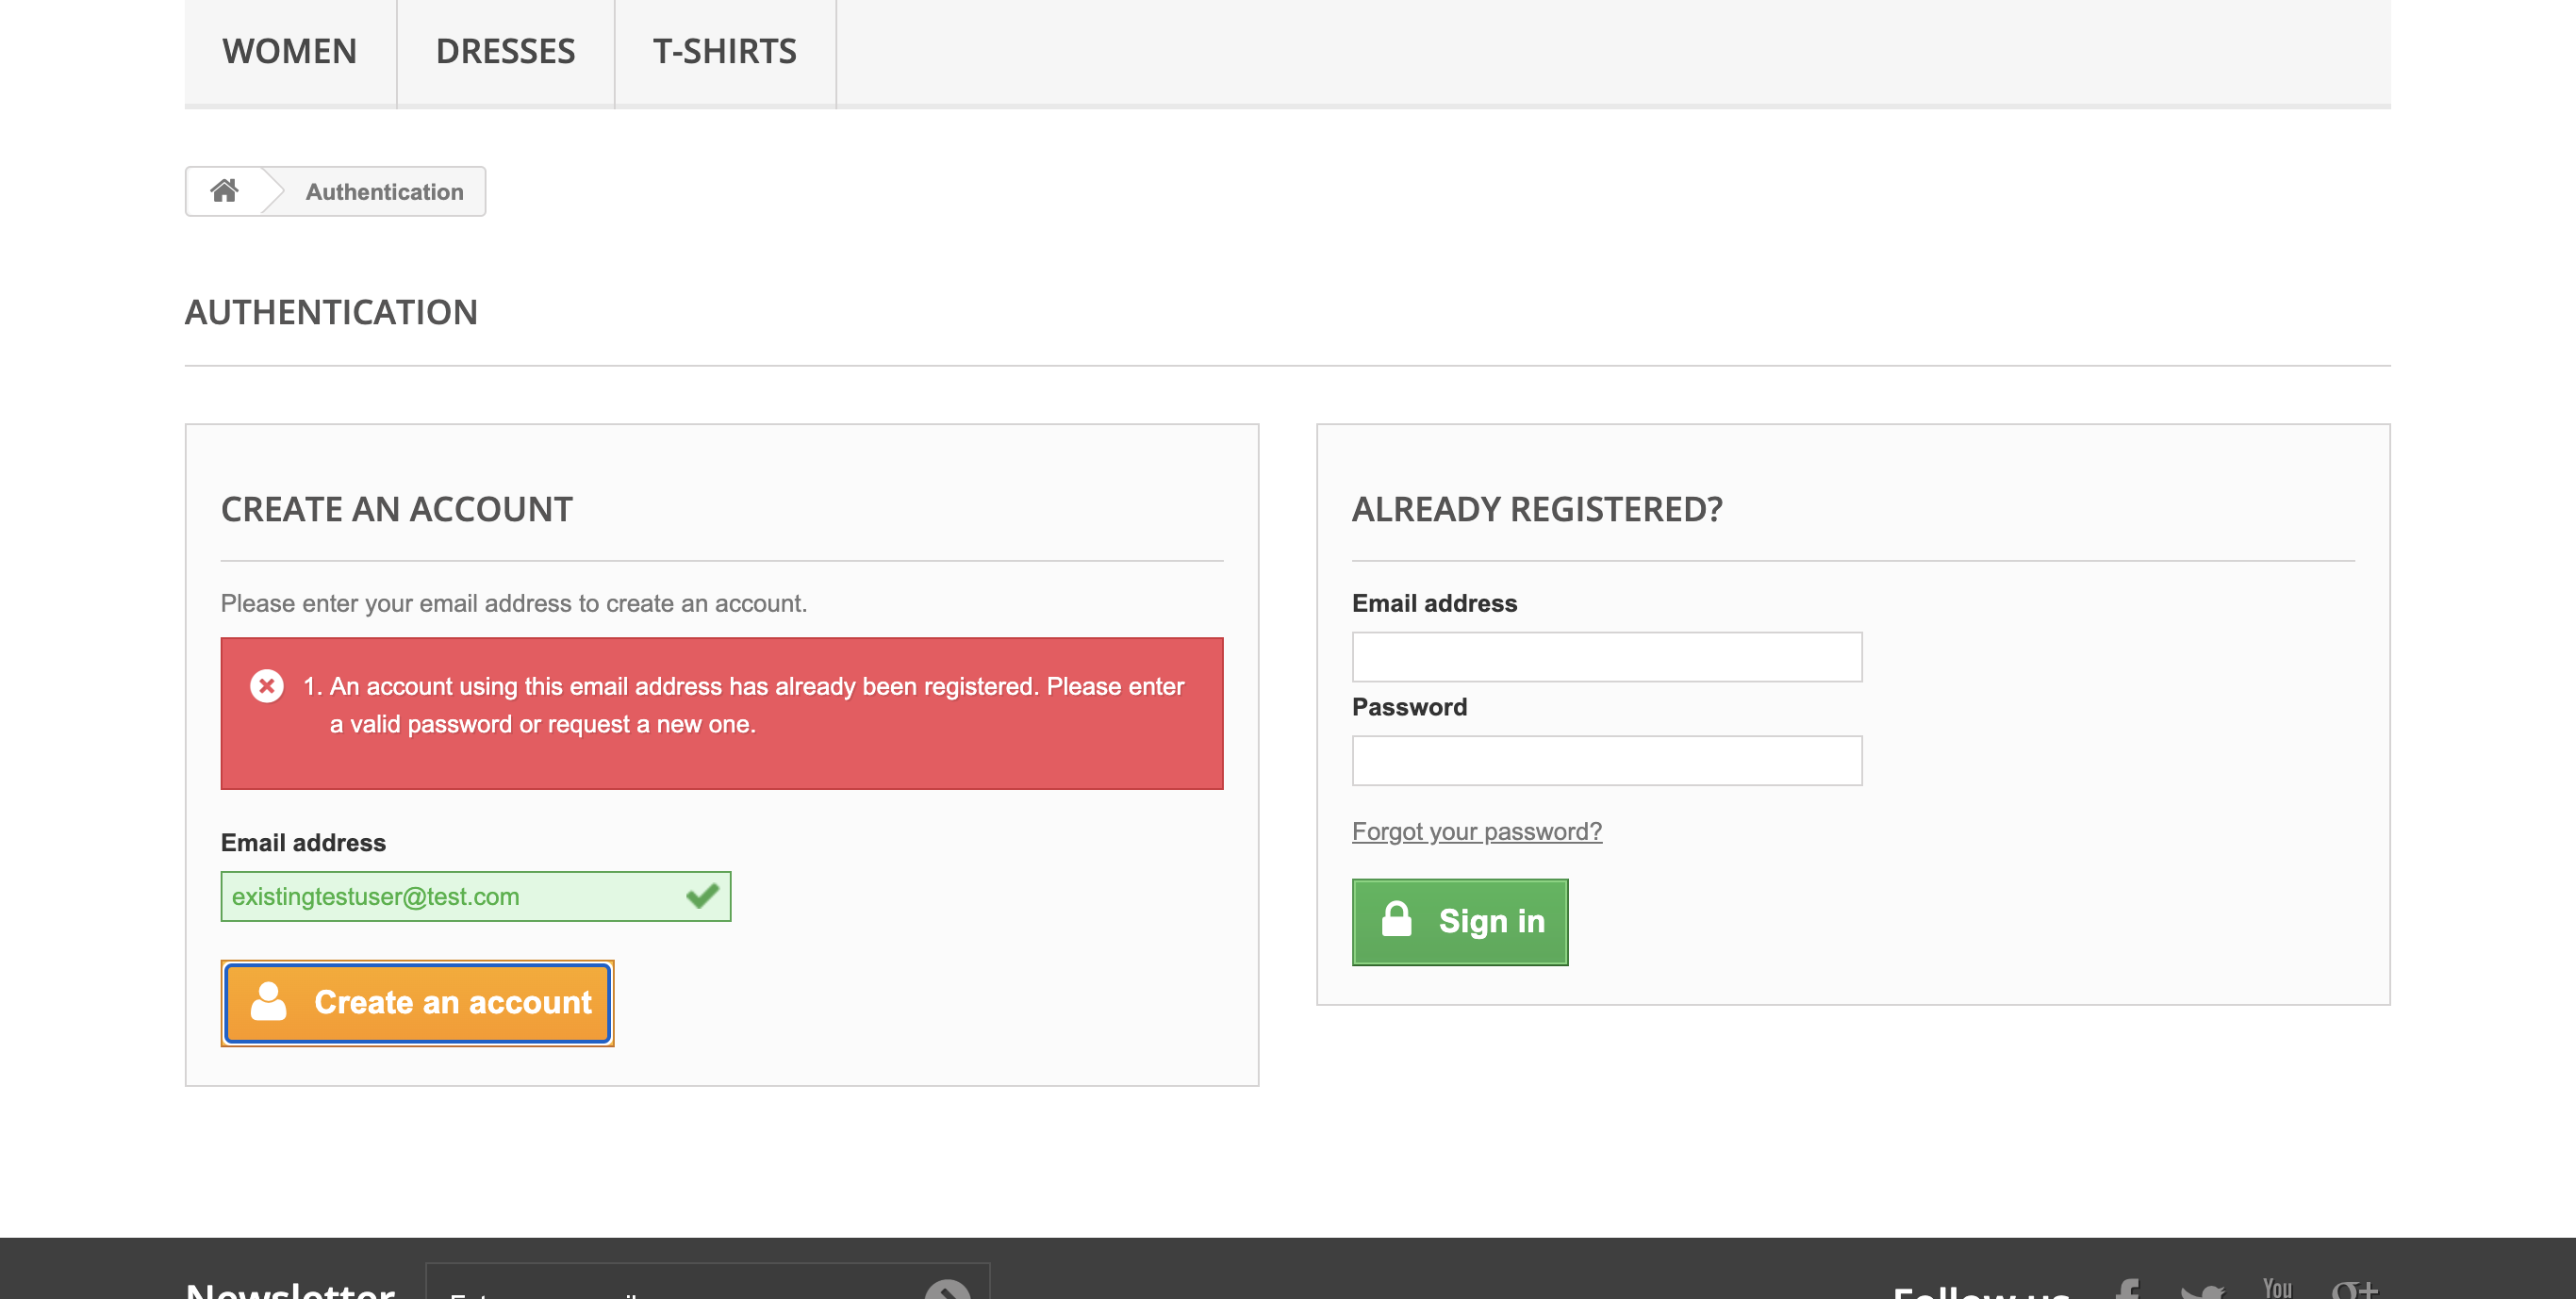 WOMEN DRESSES T-SHIRTS
Authentication
AUTHENTICATION
CREATE AN ACCOUNT
Please enter your email address to create an account.
1. An account using this email address has already been registered. Please enter
a valid password or request a new one.
Email address
existingtestuser@test.com
Create an account
ALREADY REGISTERED?
Email address
Password
Forgot your password?
Sign in
Newsletter
Follow us
You
g+